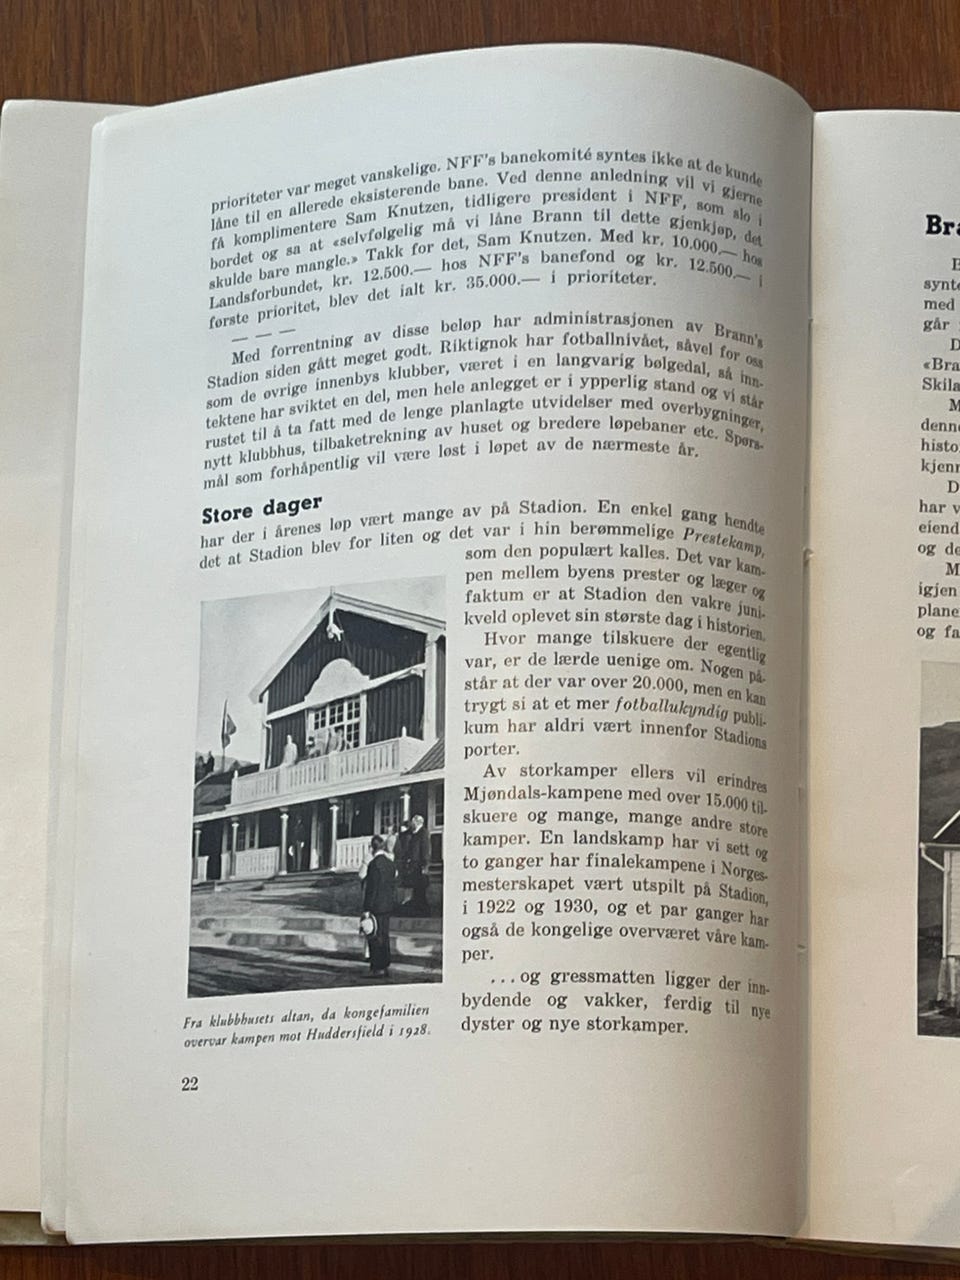 prioriteter var meget vanskelige. NFF's banekomité syntes ikke at de kunde
låne til en allerede eksisterende bane. Ved denne anledning vil vi gjerne
få komplimentere Sam Knutzen, tidligere president i NFF, som slo i
bordet og sa at «selvfølgelig må vi låne Brann til dette gjenkjøp, det
skulde bare mangle.» Takk for det, Sam Knutzen. Med kr. 10.000.— hos
Landsforbundet, kr. 12.500.— hos NFF's banefond og kr. 12.500.— i
første prioritet, blev det ialt kr. 35.000.— i prioriteter.
— — —
Med forrentning av disse beløp har administrasjonen av Brann's
Stadion siden gått meget godt. Riktignok har fotballnivået, såvel for oss
som de øvrige innenbys klubber, været i en langvarig bølgedal, så inn-
tektene har sviktet en del, men hele anlegget er i ypperlig stand og vi står
rustet til å ta fatt med de lenge planlagte utvidelser med overbygninger,
nytt klubbhus, tilbaketrekning av huset og bredere løpebaner etc. Spørs-
mål som forhåpentlig vil være løst i løpet av de nærmeste år.
Store dager
har der i årenes løp vært mange av på Stadion. En enkel gang hendte
det at Stadion blev for liten og det var i hin berømmelige Prestekamp,
som den populært kalles. Det var kam-
pen mellem byens prester og læger og
faktum er at Stadion den vakre juni-
kveld oplevet sin største dag i historien.
Hvor mange tilskuere der egentlig
var, er de lærde uenige om. Nogen på-
står at der var over 20.000, men en kan
trygt si at et mer fotballukyndig publi-
kum har aldri vært innenfor Stadions
porter.
Av storkamper ellers vil erindres
Mjøndals-kampene med over 15.000 til-
skuere og mange, mange andre store
kamper. En landskamp har vi sett og
to ganger har finalekampene i Norges-
mesterskapet vært utspilt på Stadion,
i 1922 og 1930, og et par ganger har
også de kongelige overværet våre kam-
per.
...og gressmatten ligger der inn-
bydende og vakker, ferdig til nye
dyster og nye storkamper.
Fra klubbhusets altan, da kongefamilien
overvar kampen mot Huddersfield i 1928.
22
Bra
synte
med
går
D
«Bra
Skila
M
denne
histo
kjenn
D
har v
eiend
og de
M
igjen
plane
og fa